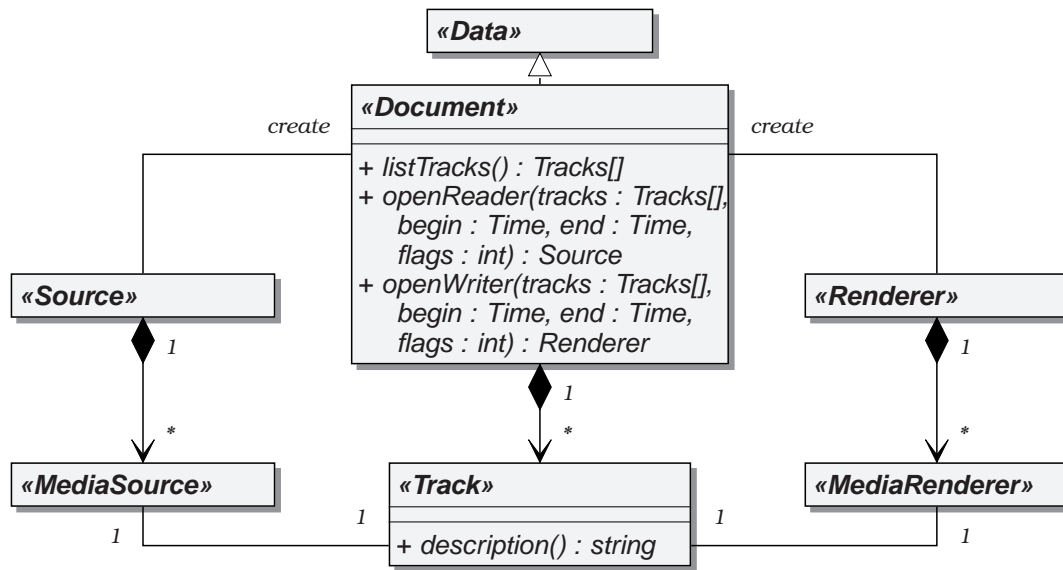 «Data»
«Document»
create
create
+ listTracks() : Tracks[]
+ openReader(tracks : Tracks[],
begin : Time, end : Time,
flags : int) : Source
+ openWriter(tracks : Tracks[],
begin : Time, end : Time,
flags : int) : Renderer
«Source»
«Renderer»
1
1
1
*
*
*
«MediaSource»
«Track»
«MediaRenderer»
1
1
1
1
+ description() : string